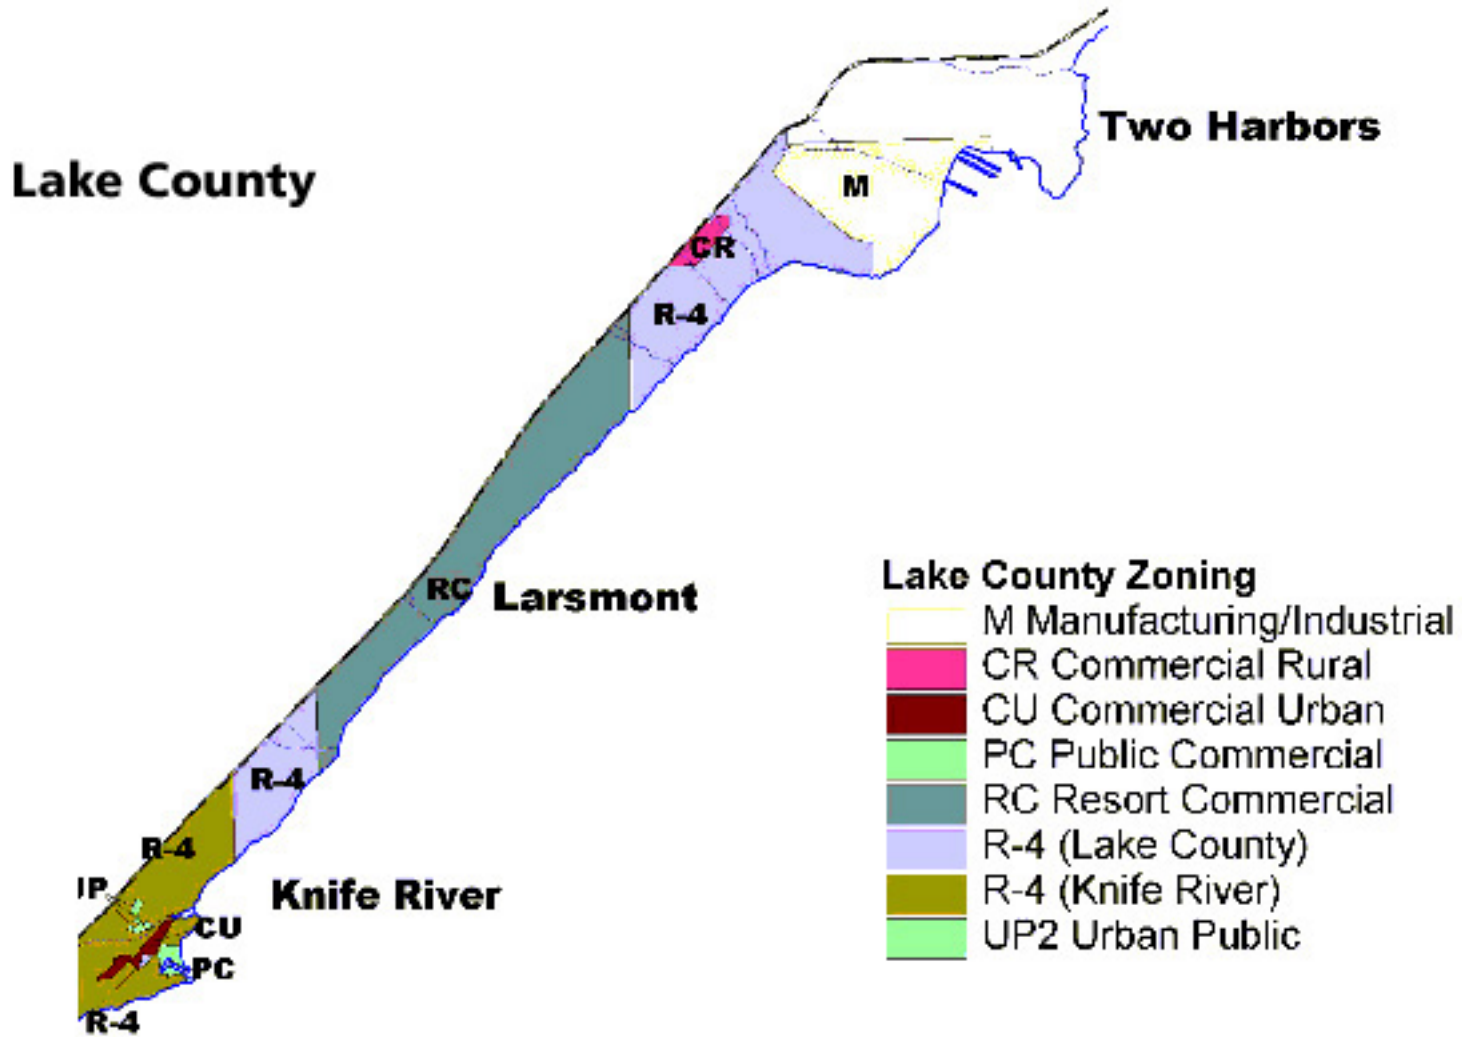 Two Harbors
Lake County
M
CR
R-4
RC
Larsmont
R-4
R-4
Knife River
CU
PC
R-4
Lake County Zoning
M Manufacturing/Industrial
CR Commercial Rural
CU Commercial Urban
PC Public Commercial
RC Resort Commercial
R-4 (Lake County)
R-4 (Knife River)
UP2 Urban Public